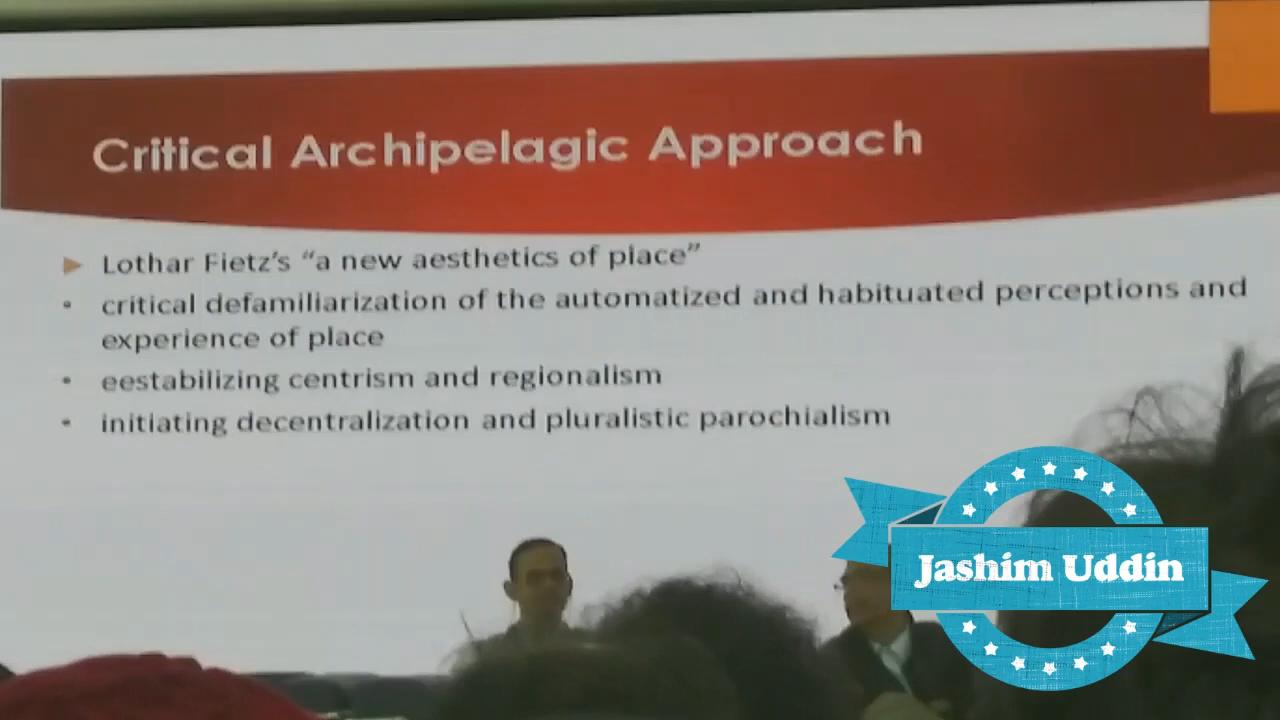 Critical Archipelagic Approach
Lothar Fietz's "a new aesthetics of place"
critical defamiliarization of the automatized and habituated perceptions and
experience of place
eestabilizing centrism and regionalism
initiating decentralization and pluralistic parochialism
Jashim Uddin